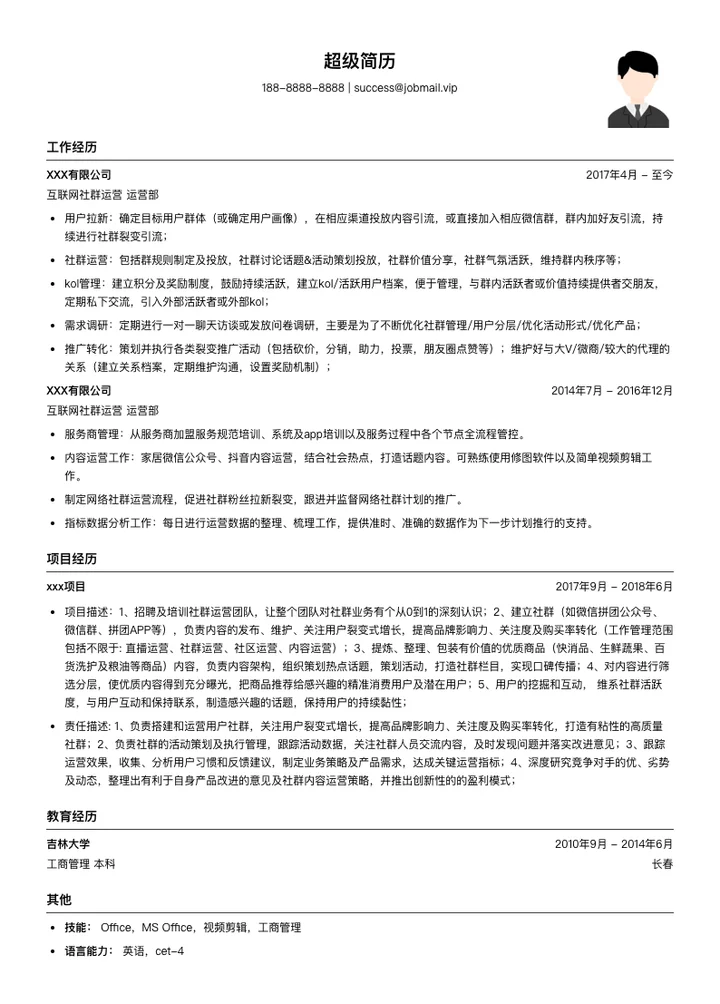 超级简历
188-8888-8888 | success@jobmail.vip
工作经历
XXX有限公司 2017年4月 – 至今
互联网社群运营 运营部
• 用户拉新：确定目标用户群体（或确定用户画像），在相应渠道投放内容引流，或直接加入相应微信群，群内加好友引流，持
续进行社群裂变引流；
• 社群运营：包括群规则制定及投放，社群讨论话题&活动策划投放，社群价值分享，社群气氛活跃，维持群内秩序等；
• kol管理：建立积分及奖励制度，鼓励持续活跃，建立kol/活跃用户档案，便于管理，与群内活跃者或价值持续提供者交朋友，
定期私下交流，引入外部活跃者或外部kol；
• 需求调研：定期进行一对一聊天访谈或发放问卷调研，主要是为了不断优化社群管理/用户分层/优化活动形式/优化产品；
• 推广转化：策划并执行各类裂变推广活动（包括砍价，分销，助力，投票，朋友圈点赞等）；维护好与大V/微商/较大的代理的
关系（建立关系档案，定期维护沟通，设置奖励机制）；
XXX有限公司 2014年7月 – 2016年12月
互联网社群运营 运营部
• 服务商管理：从服务商加盟服务规范培训、系统及app培训以及服务过程中各个节点全流程管控。
• 内容运营工作：家居微信公众号、抖音内容运营，结合社会热点，打造话题内容。可熟练使用修图软件以及简单视频剪辑工
作。
• 制定网络社群运营流程，促进社群粉丝拉新裂变，跟进并监督网络社群计划的推广。
• 指标数据分析工作：每日进行运营数据的整理、梳理工作，提供准时、准确的数据作为下一步计划推行的支持。
项目经历
xxx项目 2017年9月 – 2018年6月
• 项目描述：1、招聘及培训社群运营团队，让整个团队对社群业务有个从0到1的深刻认识；2、建立社群（如微信拼团公众号、
微信群、拼团APP等），负责内容的发布、维护、关注用户裂变式增长，提高品牌影响力、关注度及购买率转化（工作管理范围
包括不限于: 直播运营、社群运营、社区运营、内容运营）；3、提炼、整理、包装有价值的优质商品（快消品、生鲜蔬果、百
货洗护及粮油等商品）内容，负责内容架构，组织策划热点话题，策划活动，打造社群栏目，实现口碑传播；4、对内容进行筛
选分层，使优质内容得到充分曝光，把商品推荐给感兴趣的精准消费用户及潜在用户；5、用户的挖掘和互动， 维系社群活跃
度，与用户互动和保持联系，制造感兴趣的话题，保持用户的持续黏性；
• 责任描述: 1、负责搭建和运营用户社群，关注用户裂变式增长，提高品牌影响力、关注度及购买率转化，打造有粘性的高质量
社群；2、负责社群的活动策划及执行管理，跟踪活动数据，关注社群人员交流内容，及时发现问题并落实改进意见；3、跟踪
运营效果，收集、分析用户习惯和反馈建议，制定业务策略及产品需求，达成关键运营指标；4、深度研究竞争对手的优、劣势
及动态，整理出有利于自身产品改进的意见及社群内容运营策略，并推出创新性的的盈利模式；
教育经历
吉林大学 2010年9月 – 2014年6月
工商管理 本科 长春
其他
• 技能： Office，MS Office，视频剪辑，工商管理
• 语言能力： 英语，cet-4